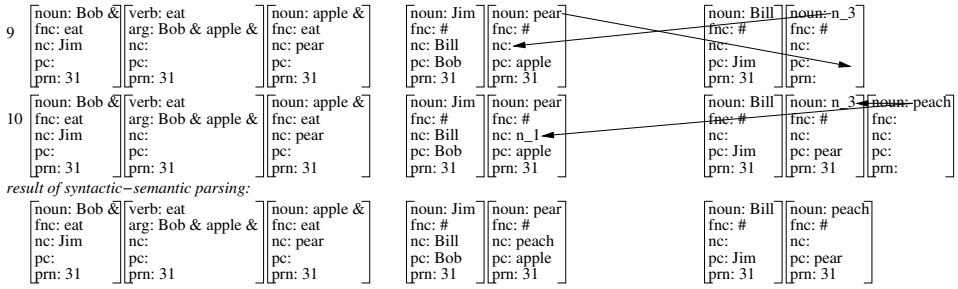 noun: Bob & verb: eat noun: apple & noun: Jim noun: pear noun: Bill noun: n_3
fnc: eat arg: Bob & apple & fnc: eat fnc: # fnc: # fnc: # fnc: #
9 nc: Jim nc: nc: pear nc: Bill nc: nc: nc:
pc: pc: pc: pc: Bob pc: apple pc: Jim pc:
prn: 31 prn: 31 prn: 31 prn: 31 prn: 31 prn: 31 prn:
noun: Bob & verb: eat noun: apple & noun: Jim noun: pear noun: Bill noun: n_3 noun: peach
10 fnc: eat arg: Bob & apple & fnc: eat fnc: # fnc: # fnc: # fnc: # fnc:
nc: Jim nc: nc: pear nc: Bill nc: n_1 nc: nc: nc:
pc: pc: pc: pc: Bob pc: apple pc: Jim pc: pear pc:
prn: 31 prn: 31 prn: 31 prn: 31 prn: 31 prn: 31 prn: 31 prn:
result of syntactic−semantic parsing:
noun: Bob & verb: eat noun: apple & noun: Jim noun: pear noun: Bill noun: peach
fnc: eat arg: Bob & apple & fnc: eat fnc: # fnc: # fnc: # fnc: #
nc: Jim nc: nc: pear nc: Bill nc: peach nc: nc:
pc: pc: pc: pc: Bob pc: apple pc: Jim pc: pear
prn: 31 prn: 31 prn: 31 prn: 31 prn: 31 prn: 31 prn: 31